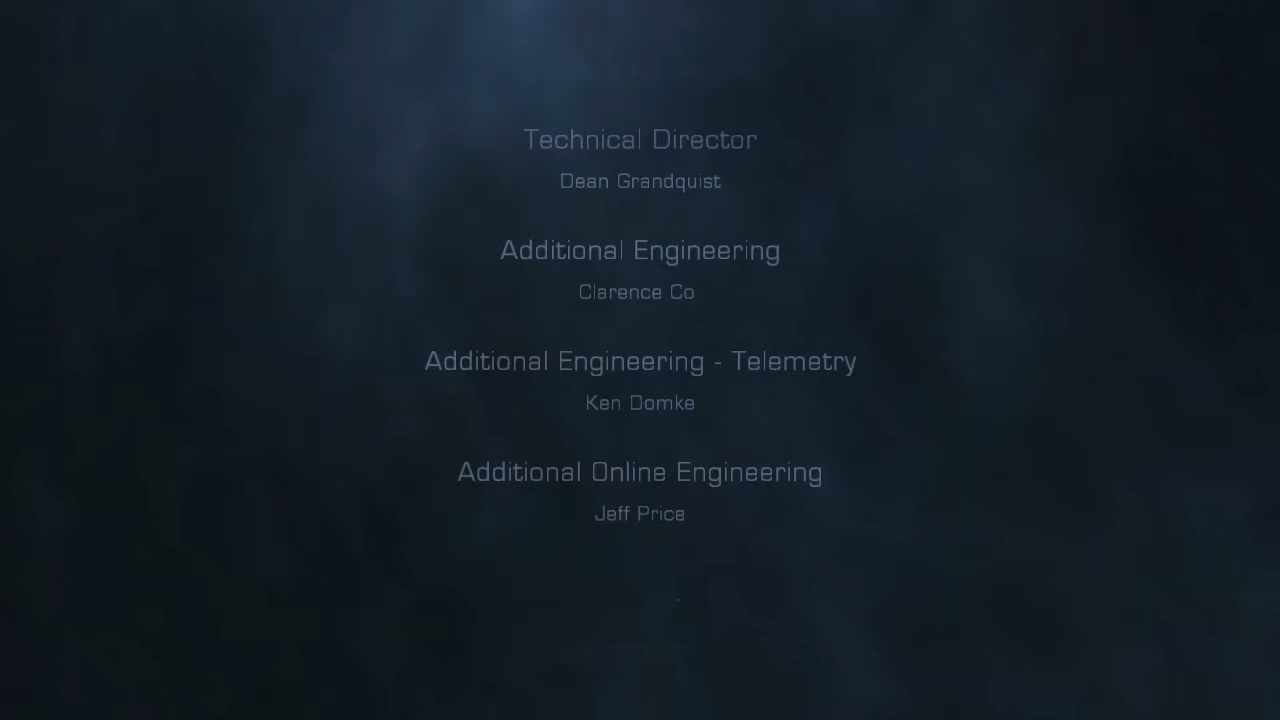 Technical Director
Dean Grandquist
Additional Engineering
Clarence Co
Additional Engineering - Telemetry
Ken Domke
Additional Online Engineering
Jeff Price